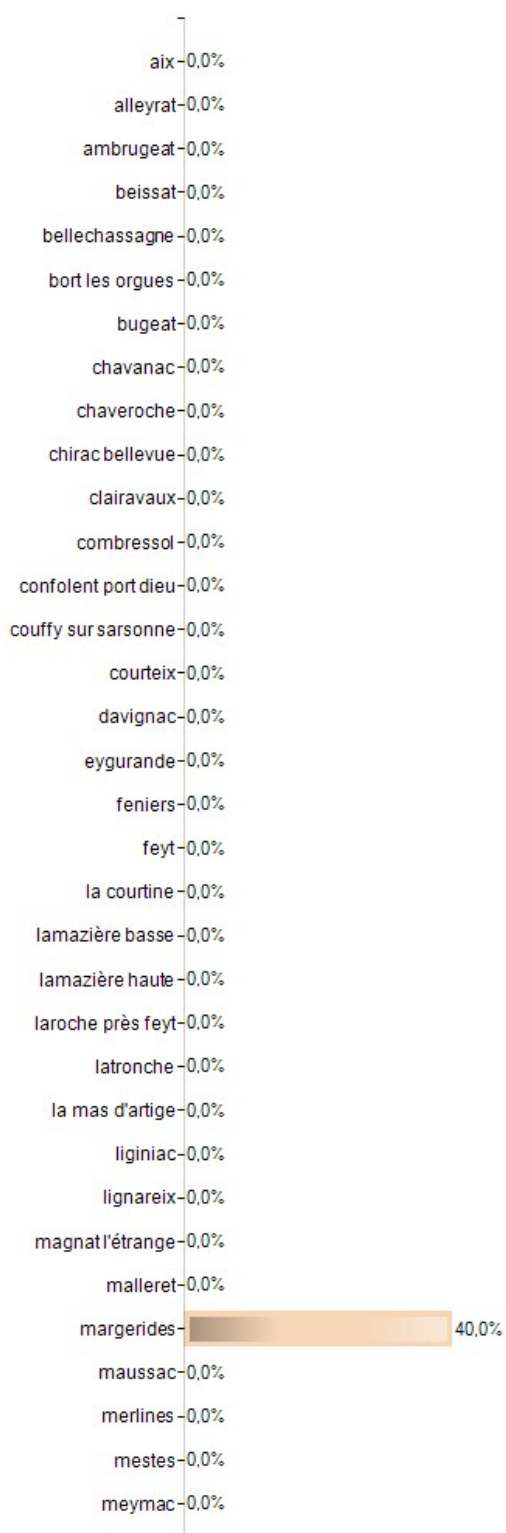 aix 0,0%
alleyrat 0,0%
ambrugeat 0,0%
beissat 0,0%
bellechassagne 0,0%
bort les orgues 0,0%
bugeat 0,0%
chavanac 0,0%
chaveroche 0,0%
chirac bellevue 0,0%
clairavaux 0,0%
combressol 0,0%
confolent port dieu 0,0%
couffy sur sarsonne 0,0%
courteix 0,0%
davignac 0,0%
eygurande 0,0%
feniers 0,0%
feyt 0,0%
la courtine 0,0%
lamazière basse 0,0%
lamazière haute 0,0%
laroche près feyt 0,0%
latronche 0,0%
la mas d'artige 0,0%
liginiac 0,0%
lignareix 0,0%
magnat l'étrange 0,0%
malleret 0,0%
margerides 40,0%
maussac 0,0%
merlines 0,0%
mestes 0,0%
meymac 0,0%